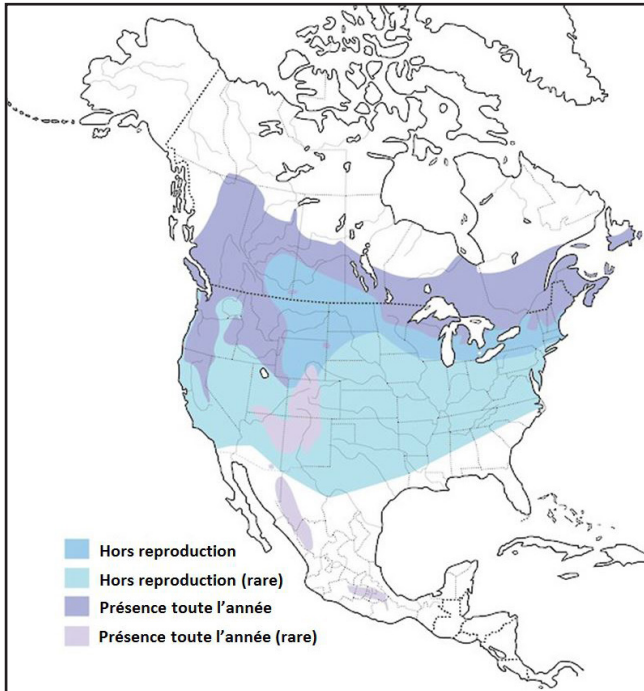 Hors reproduction
Hors reproduction (rare)
Présence toute l’année
Présence toute l’année (rare)